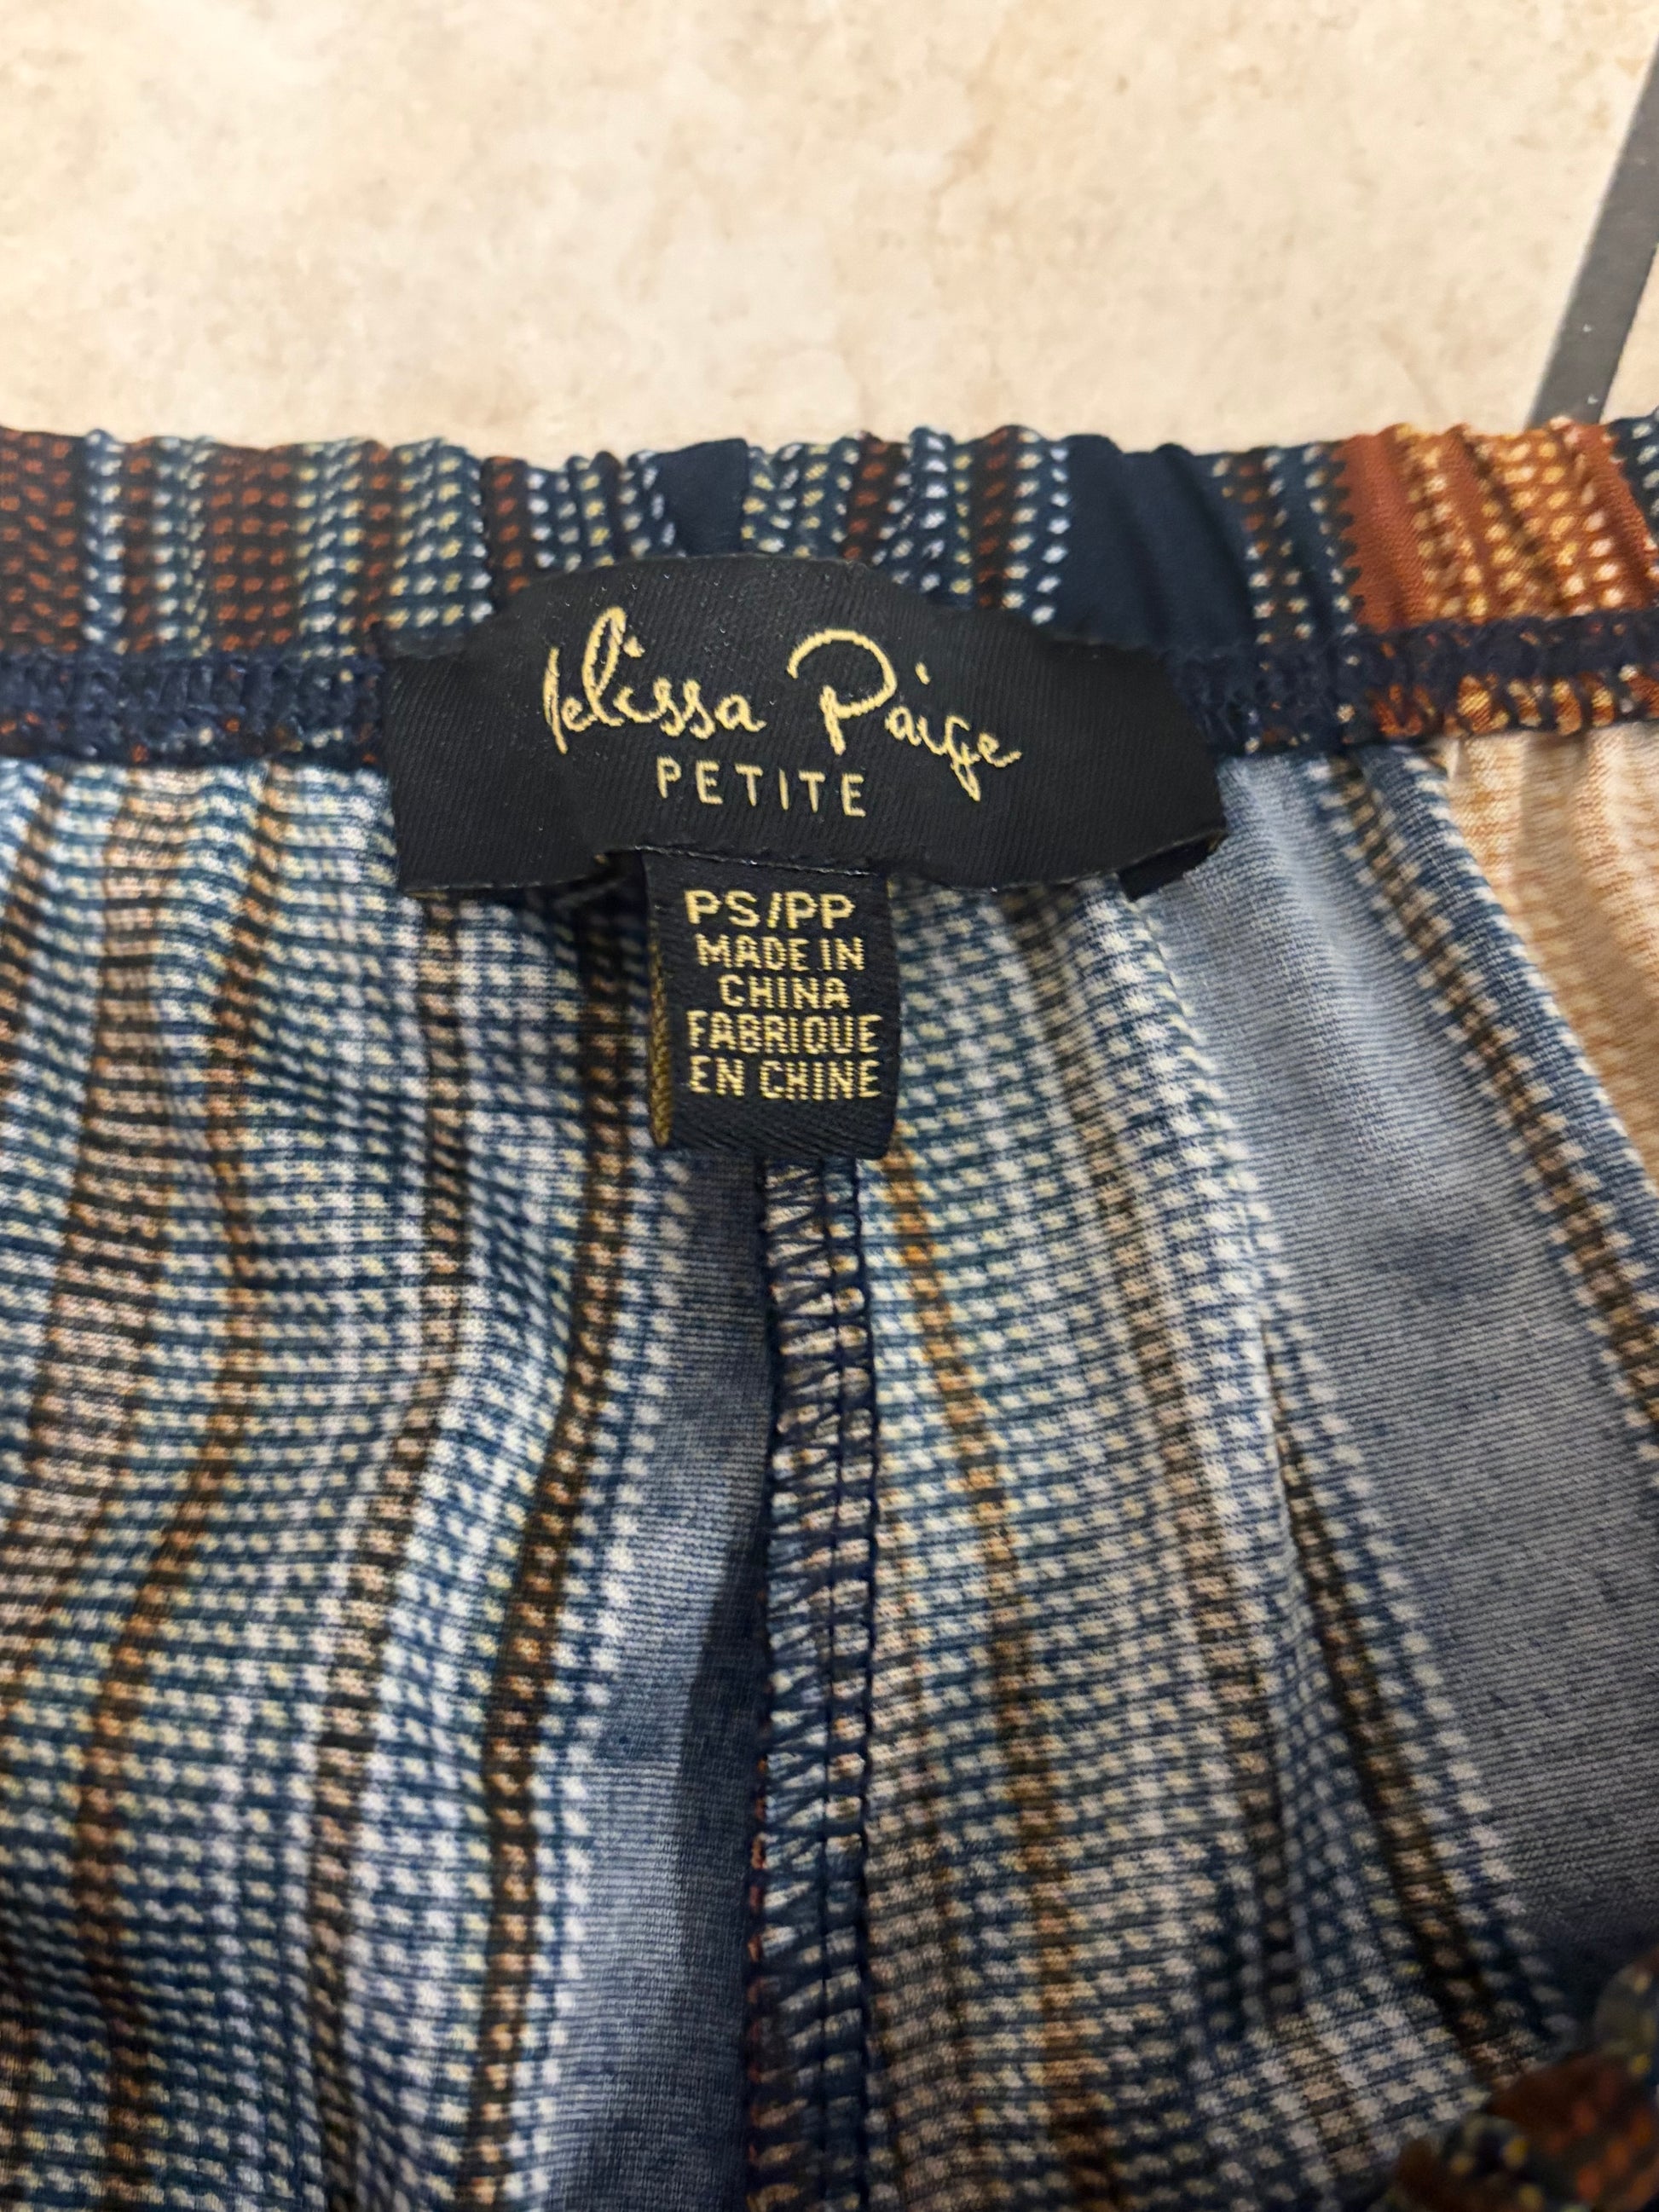 Melissa Paige
PETITE
PS/PP
MADE IN
CHINA
FABRIQUE
EN CHINE